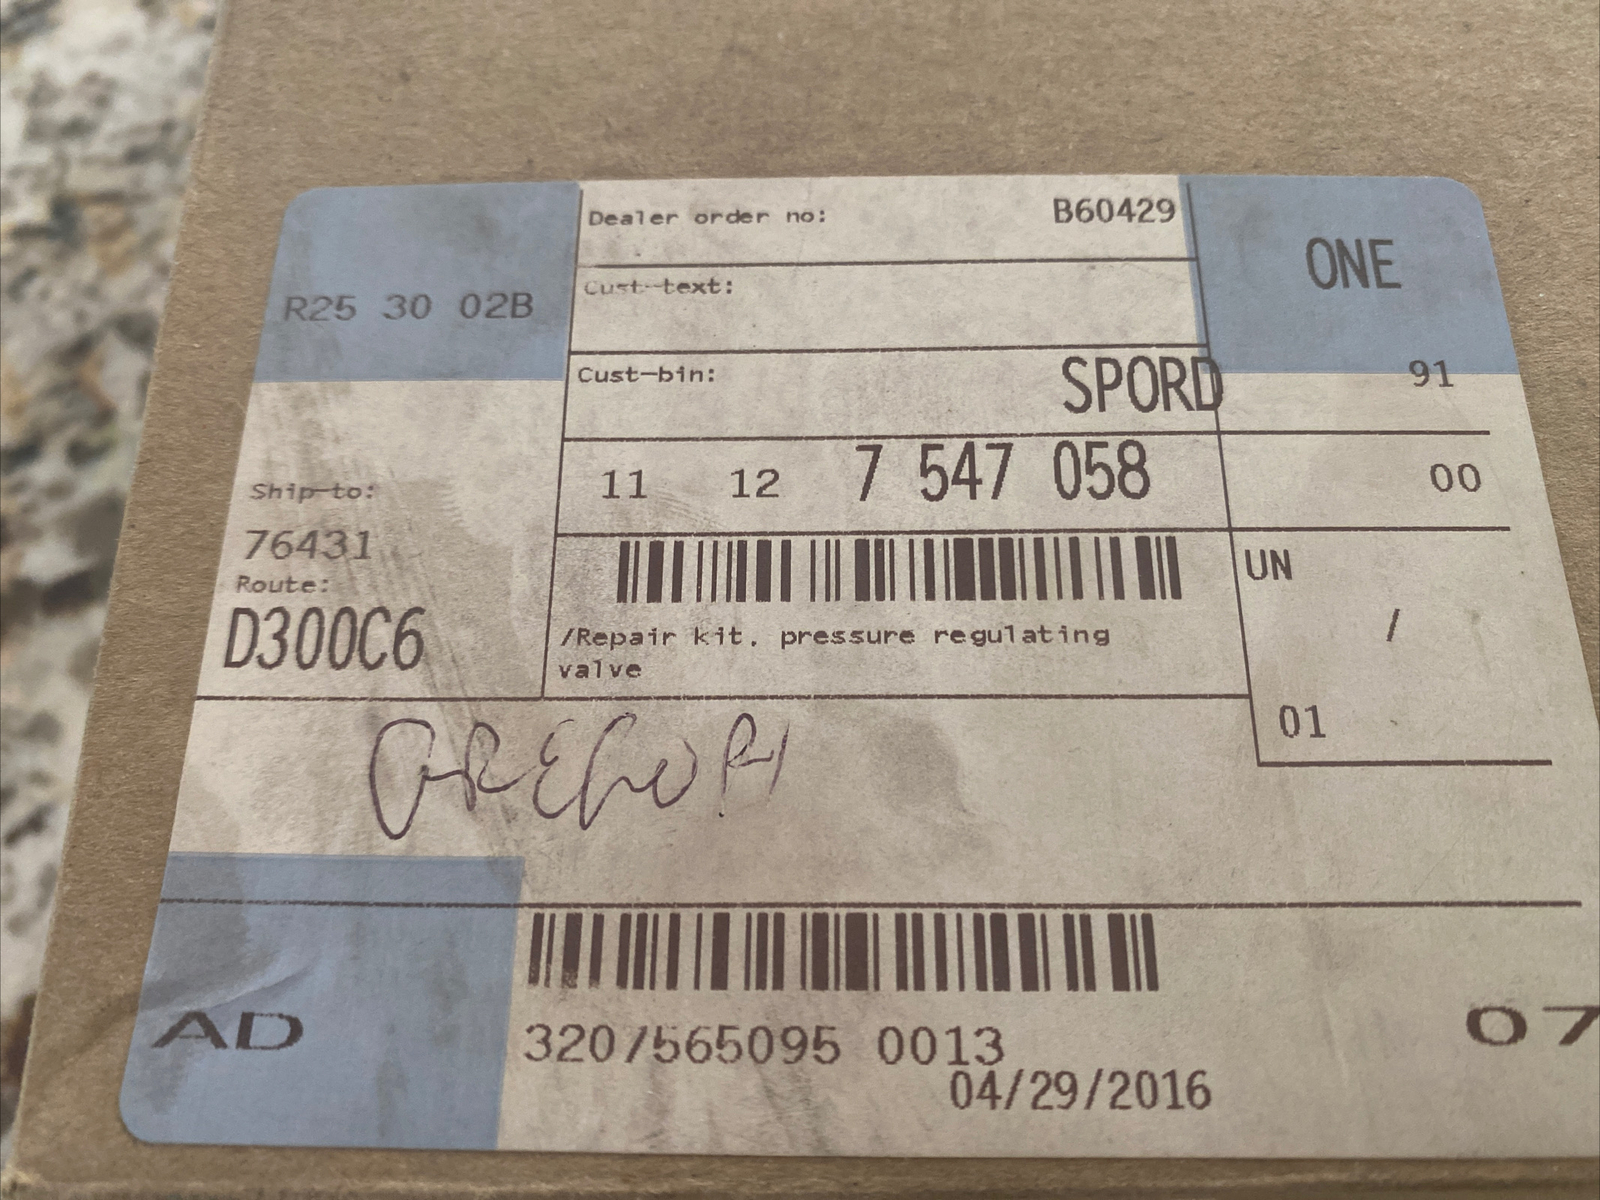 Dealer order no: B60429
ONE
R25 30 02B
Cust-text:
Cust-bin: SPORD
91
11 12 7 547 058
00
Ship-to:
76431
Route:
D300C6
UN
/
01
/Repair kit, pressure regulating
valve
AD
3207565095 0013
04/29/2016
07